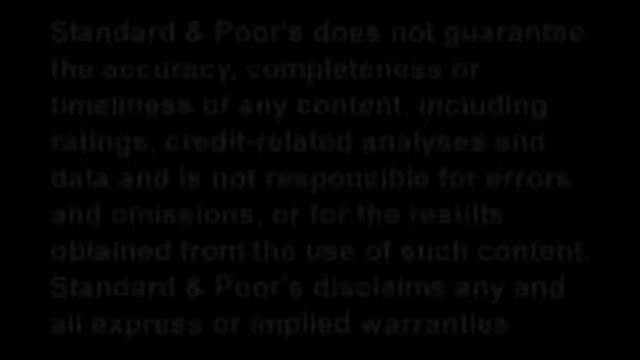 Standard & Poor's does not guarantee
the accuracy, completeness or
timeliness of any content, including
ratings, credit-related analyses and
data and is not responsible for errors
and omissions, or for the results
obtained from the use of such content.
Standard & Poor's disclaims any and
all express or implied warranties